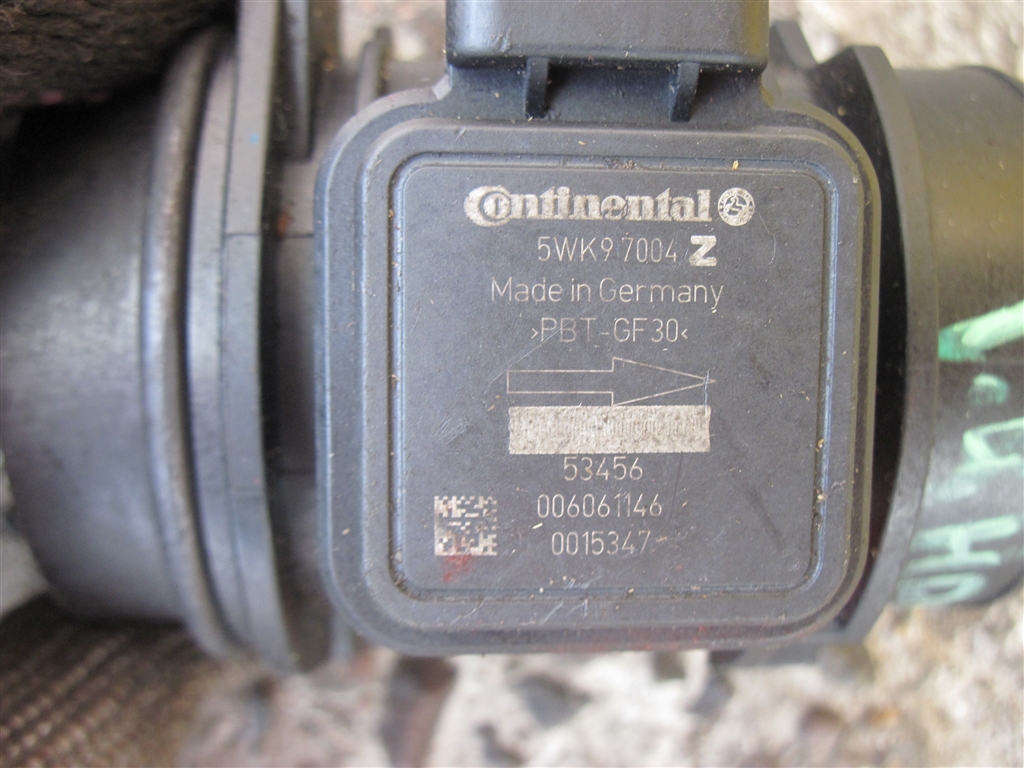 Continental
5WK9 7004 Z
Made in Germany
>PBT-GF30<
53456
006061146
0015347